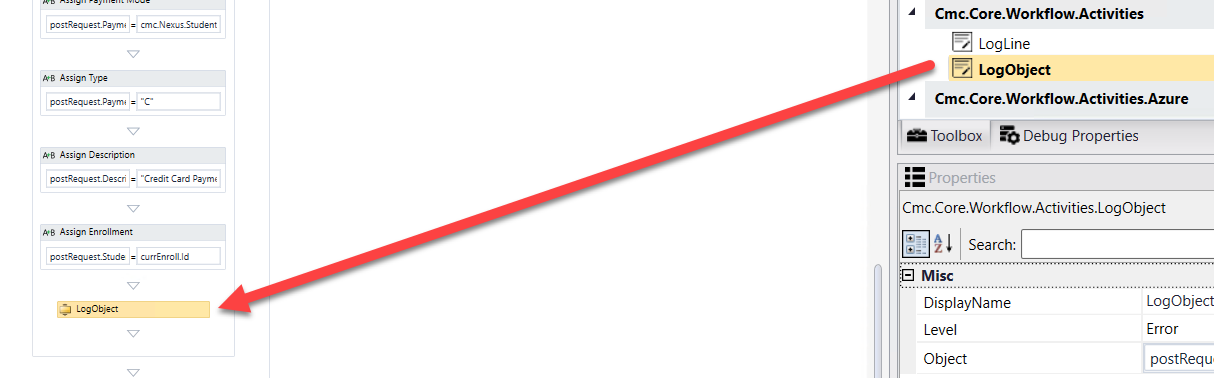 Assign Payment Mode
postRequest.Payme = cmc.Nexus.Student
A+B Assign Type
postRequest.Payme = "C"
A+B Assign Description
postRequest.Descri = "Credit Card Payme
A+B Assign Enrollment
postRequest.Stude = currEnroll.Id
LogObject
Cmc.Core.Workflow.Activities
LogLine
LogObject
Cmc.Core.Workflow.Activities.Azure
Toolbox Debug Properties
Properties
Cmc.Core.Workflow.Activities.LogObject
A Z Search:
Misc
DisplayName LogObject
Level Error
Object postRequ